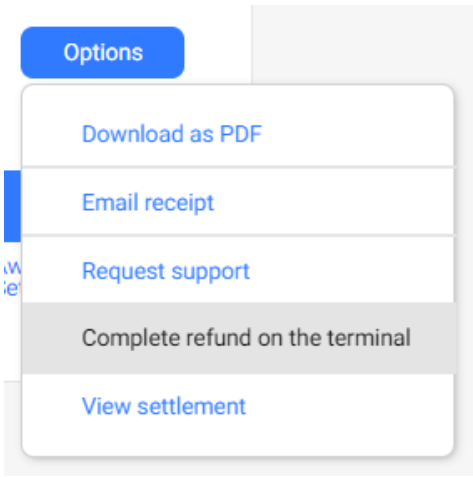 Options
Download as PDF
Email receipt
Request support
Complete refund on the terminal
View settlement